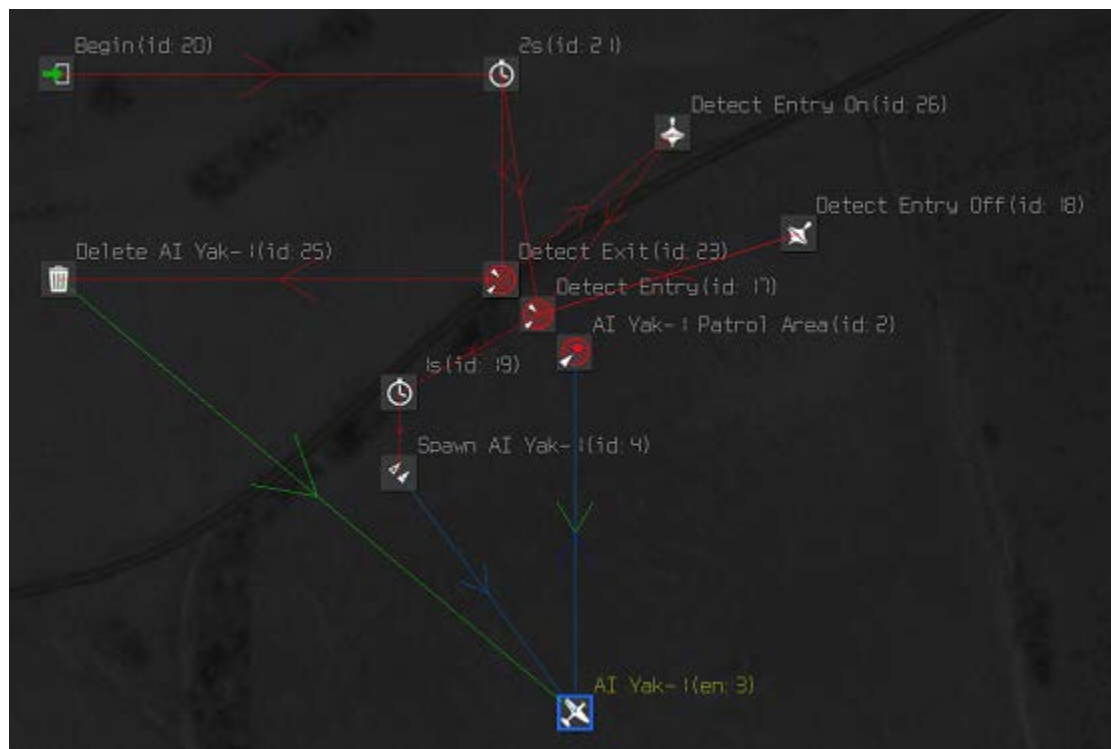 Begin(id: 20)
2s(id: 21)
Detect Entry On(id: 26)
Detect Entry Off(id: 18)
Delete AI Yak-1(id: 25)
Detect Exit(id: 23)
Detect Entry(id: 17)
AI Yak-1 Patrol Area(id: 2)
1s(id: 19)
Spawn AI Yak-1(id: 4)
AI Yak-1(en: 3)